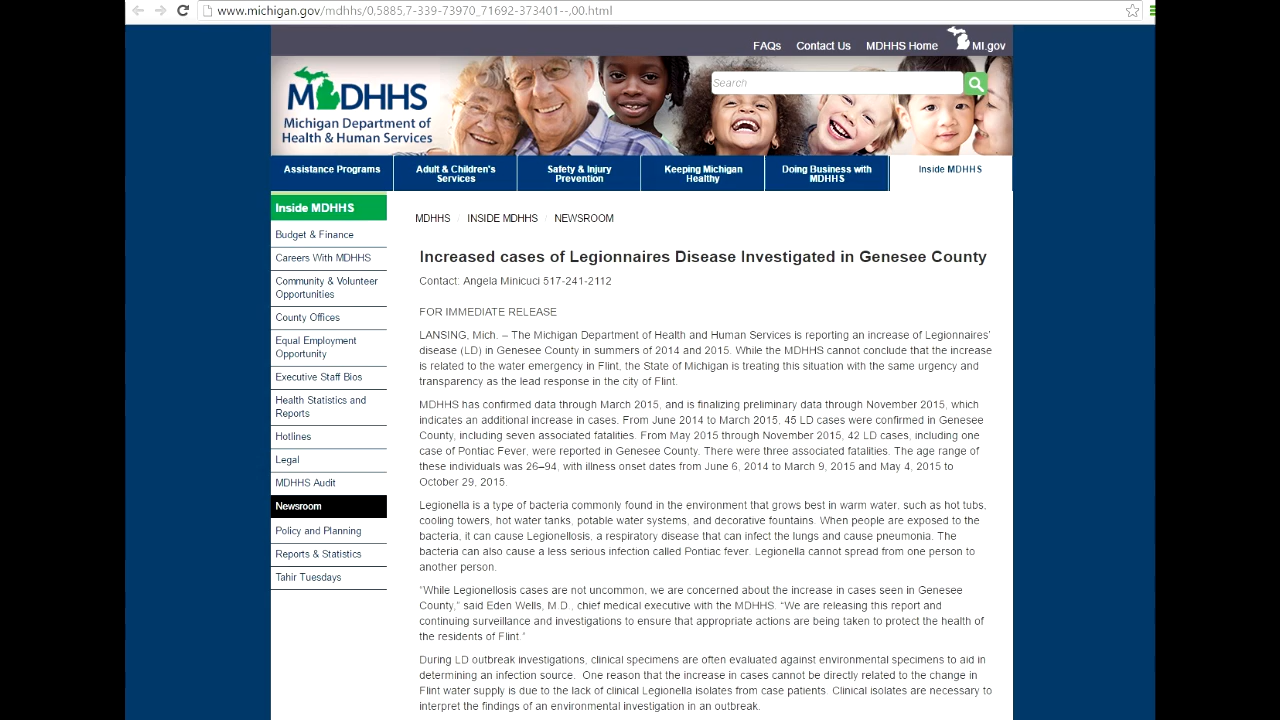 www.michigan.gov/mdhhs/0,5885,7-339-73970_71692-373401--,00.html
FAQs Contact Us MDHHS Home MI.gov
Search
MDHHS
Michigan Department of
Health & Human Services
Assistance Programs
Adult & Children's
Services
Safety & Injury
Prevention
Keeping Michigan
Healthy
Doing Business with
MDHHS
Inside MDHHS
Inside MDHHS
Budget & Finance
Careers With MDHHS
Community & Volunteer
Opportunities
County Offices
Equal Employment
Opportunity
Executive Staff Bios
Health Statistics and
Reports
Hotlines
Legal
MDHHS Audit
Newsroom
Policy and Planning
Reports & Statistics
Tahir Tuesdays
MDHHS / INSIDE MDHHS / NEWSROOM
Increased cases of Legionnaires Disease Investigated in Genesee County
Contact: Angela Minicuci 517-241-2112
FOR IMMEDIATE RELEASE
LANSING, Mich. – The Michigan Department of Health and Human Services is reporting an increase of Legionnaires'
disease (LD) in Genesee County in summers of 2014 and 2015. While the MDHHS cannot conclude that the increase
is related to the water emergency in Flint, the State of Michigan is treating this situation with the same urgency and
transparency as the lead response in the city of Flint.
MDHHS has confirmed data through March 2015, and is finalizing preliminary data through November 2015, which
indicates an additional increase in cases. From June 2014 to March 2015, 45 LD cases were confirmed in Genesee
County, including seven associated fatalities. From May 2015 through November 2015, 42 LD cases, including one
case of Pontiac Fever, were reported in Genesee County. There were three associated fatalities. The age range of
these individuals was 26–94, with illness onset dates from June 6, 2014 to March 9, 2015 and May 4, 2015 to
October 29, 2015.
Legionella is a type of bacteria commonly found in the environment that grows best in warm water, such as hot tubs,
cooling towers, hot water tanks, potable water systems, and decorative fountains. When people are exposed to the
bacteria, it can cause Legionellosis, a respiratory disease that can infect the lungs and cause pneumonia. The
bacteria can also cause a less serious infection called Pontiac fever. Legionella cannot spread from one person to
another person.
"While Legionellosis cases are not uncommon, we are concerned about the increase in cases seen in Genesee
County," said Eden Wells, M.D., chief medical executive with the MDHHS. "We are releasing this report and
continuing surveillance and investigations to ensure that appropriate actions are being taken to protect the health of
the residents of Flint."
During LD outbreak investigations, clinical specimens are often evaluated against environmental specimens to aid in
determining an infection source. One reason that the increase in cases cannot be directly related to the change in
Flint water supply is due to the lack of clinical Legionella isolates from case patients. Clinical isolates are necessary to
interpret the findings of an environmental investigation in an outbreak.